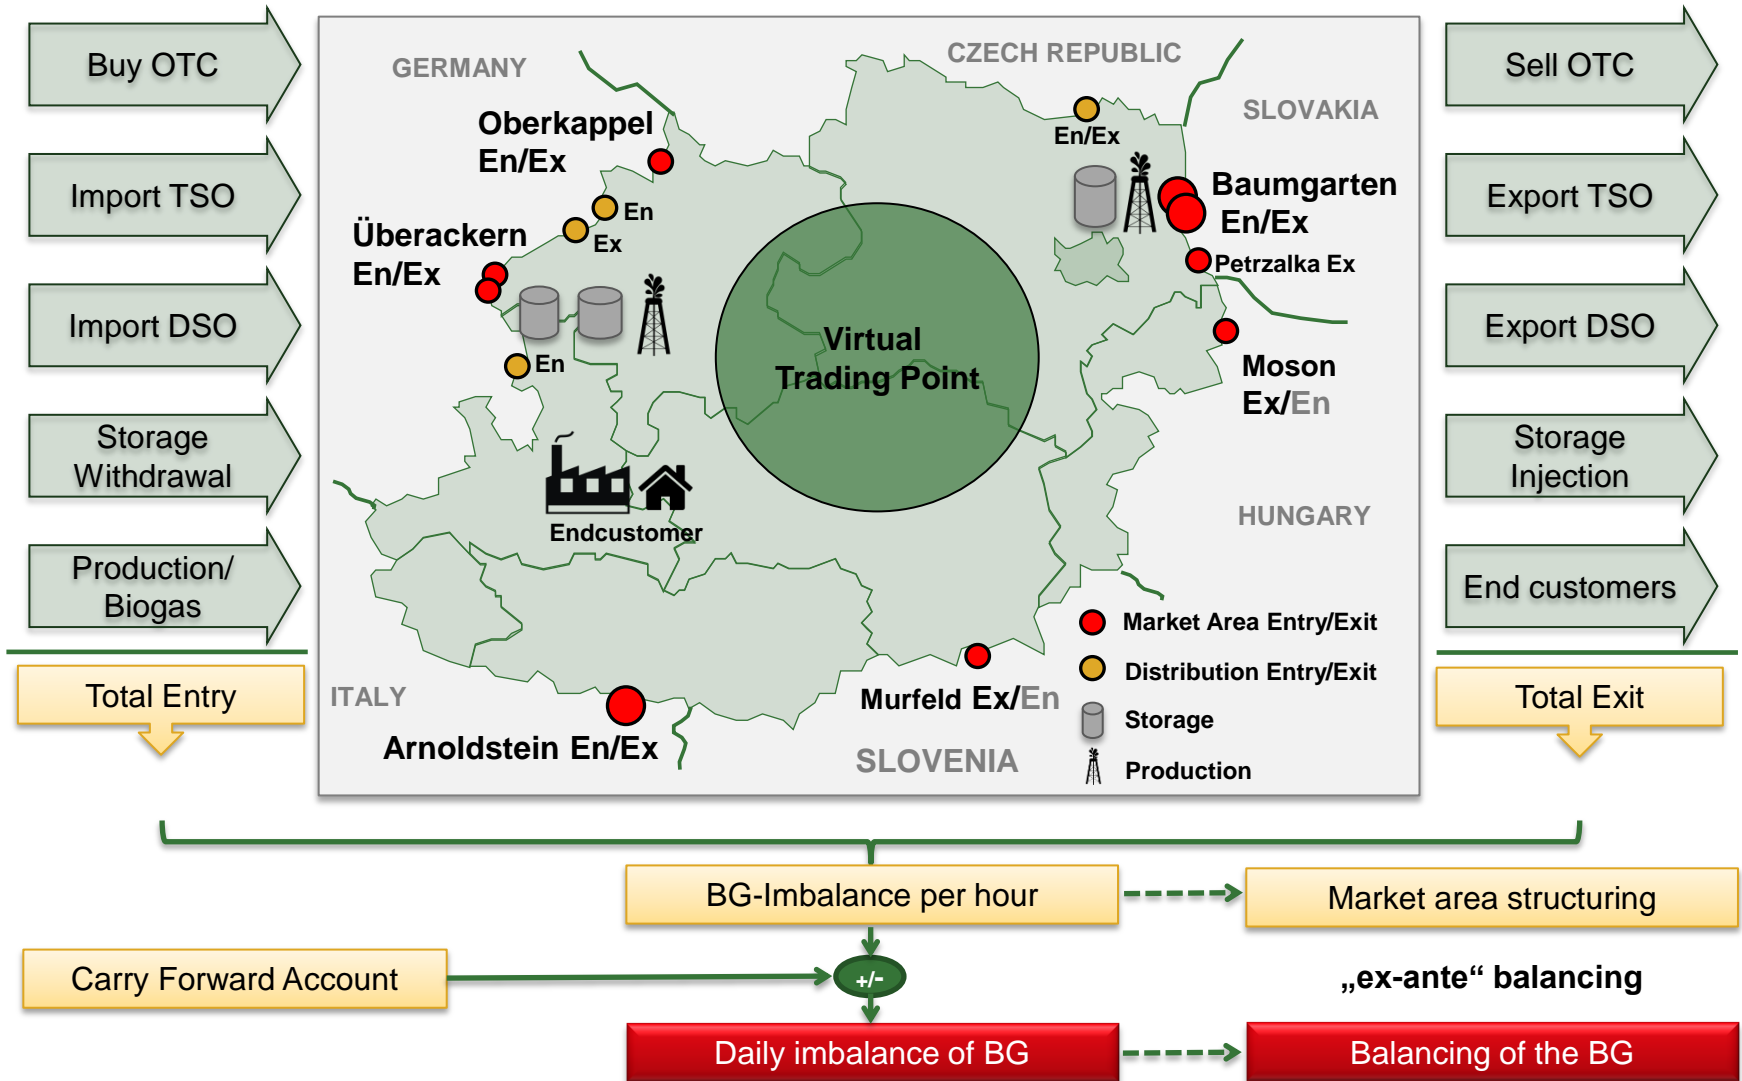 Buy OTC
Import TSO
Import DSO
Storage
Withdrawal
Production/
Biogas
Total Entry
GERMANY
CZECH REPUBLIC
SLOVAKIA
Oberkappel
En/Ex
En/Ex
En
Ex
Überackern
En/Ex
Baumgarten
En/Ex
Petrzalka Ex
Virtual
Trading Point
En
Moson
Ex/En
Endcustomer
HUNGARY
Market Area Entry/Exit
Distribution Entry/Exit
Storage
Production
ITALY
Murfeld Ex/En
Arnoldstein En/Ex
SLOVENIA
Sell OTC
Export TSO
Export DSO
Storage
Injection
End customers
Total Exit
BG-Imbalance per hour
Market area structuring
Carry Forward Account
+/-
„ex-ante“ balancing
Daily imbalance of BG
Balancing of the BG